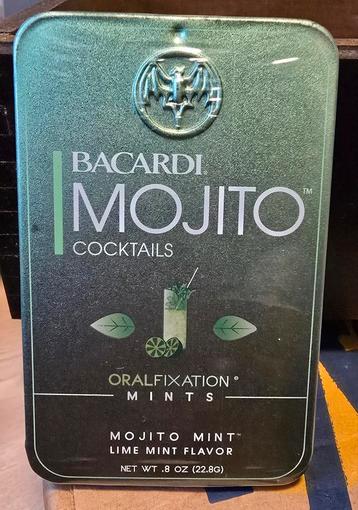 BACARDI®
MOJITO™
COCKTAILS
ORALFIXATION®
MINTS
MOJITO MINT™
LIME MINT FLAVOR
NET WT .8 OZ (22.8G)